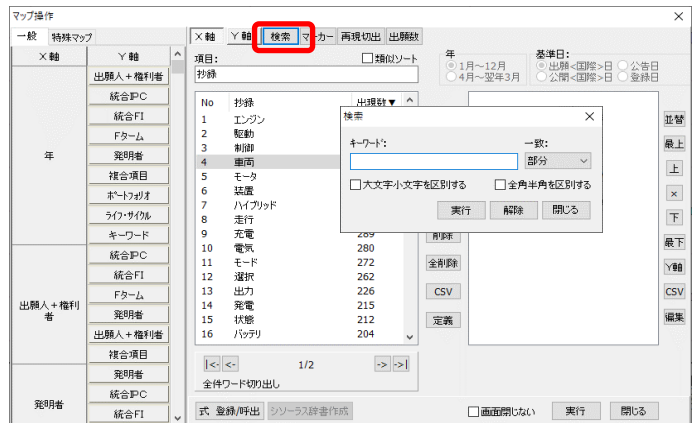 マップ操作
一般 特殊マップ
X軸 Y軸
出願人+権利者
統合IPC
統合FI
Fターム
年 発明者
複合項目
ポートフォリオ
ライフ・サイクル
キーワード
統合IPC
統合FI
Fターム
出願人+権利者 発明者
出願人+権利者
複合項目
発明者
発明者 統合IPC
統合FI
X軸 Y軸 検索 マーカー 再現切出 出願数
項目: 類似ソート
抄録
年
1月～12月
4月～翌年3月
基準日:
出願<国際>日 公告日
公開<国際>日 登録日
No 抄録 出現数▼
1 エンジン
2 駆動
3 制御
4 車両
5 モータ
6 装置
7 ハイブリッド
8 走行
9 充電 289
10 電気 280
11 モード 272
12 選択 262
13 出力 226
14 発電 215
15 状態 212
16 バッテリ 204
検索
キーワード: 一致:
部分
大文字小文字を区別する 全角半角を区別する
実行 解除 閉じる
削除
全削除
CSV
定義
並替
最上
上
×
下
最下
Y軸
CSV
編集
|<- <- 1/2 -> ->|
全件ワード切り出し
式 登録/呼出 シソーラス辞書作成 画面閉じない 実行 閉じる